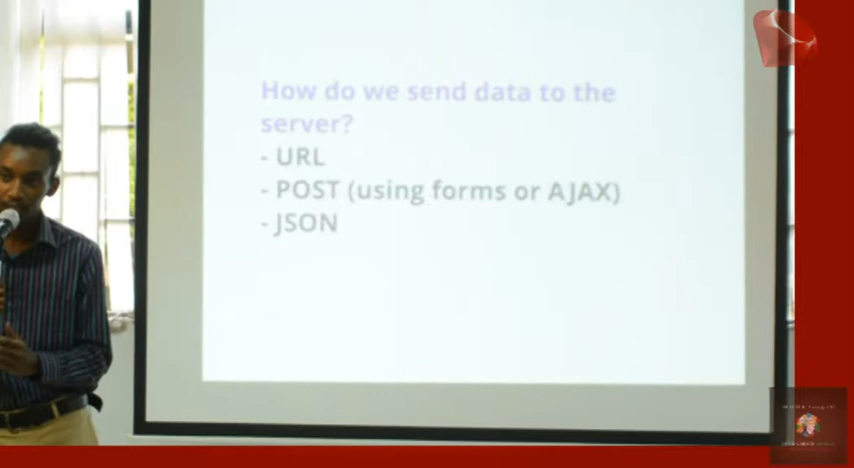 How do we send data to the
server?
- URL
- POST (using forms or AJAX)
- JSON